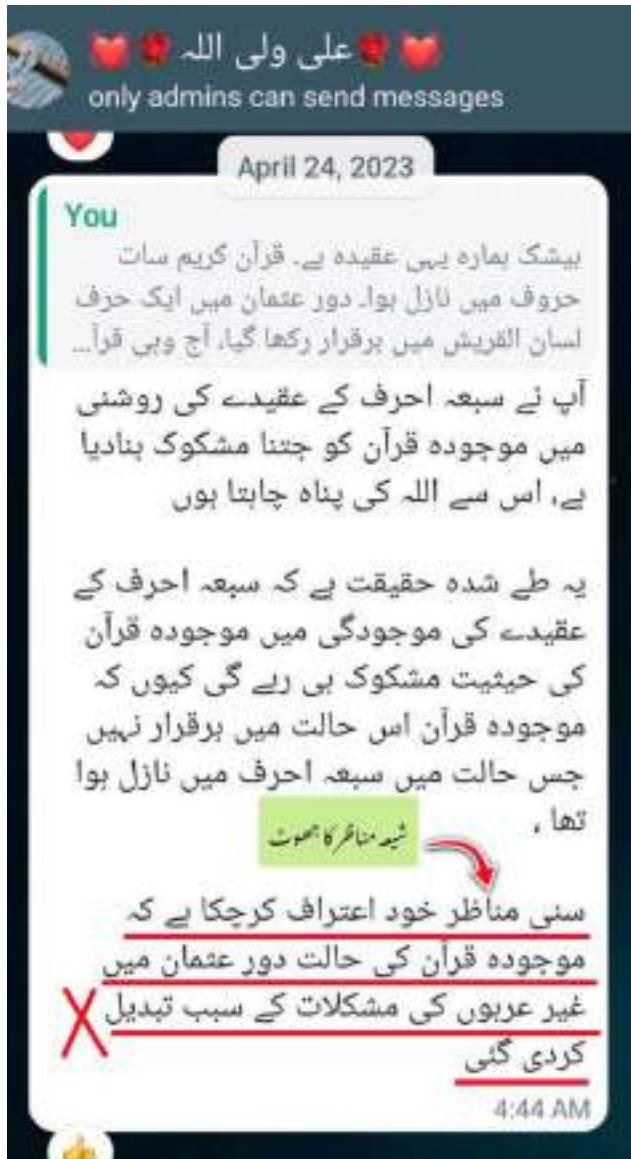 علی ولی اللہ
only admins can send messages
April 24, 2023
You
بیشک ہمارہ یہی عقیدہ ہے۔ قرآن کریم سات
حروف میں نازل ہوا۔ دور عثمان میں ایک حرف
لسان القریش میں برقرار رکھا گیا، آج وہی قرآ...
آپ نے سبعہ احرف کے عقیدے کی روشنی
میں موجودہ قرآن کو جتنا مشکوک بنادیا
ہے, اس سے اللہ کی پناہ چاہتا ہوں
یہ طے شدہ حقیقت ہے کہ سبعہ احرف کے
عقیدے کی موجودگی میں موجودہ قرآن
کی حیثیت مشکوک ہی رہے گی کیوں کہ
موجودہ قرآن اس حالت میں برقرار نہیں
جس حالت میں سبعہ احرف میں نازل ہوا
تھا ،
شیعہ مناظر کا جھوٹ
سنی مناظر خود اعتراف کرچکا ہے کہ
موجودہ قرآن کی حالت دور عثمان میں
غیر عربوں کی مشکلات کے سبب تبدیل
کردی گئی
4:44 AM